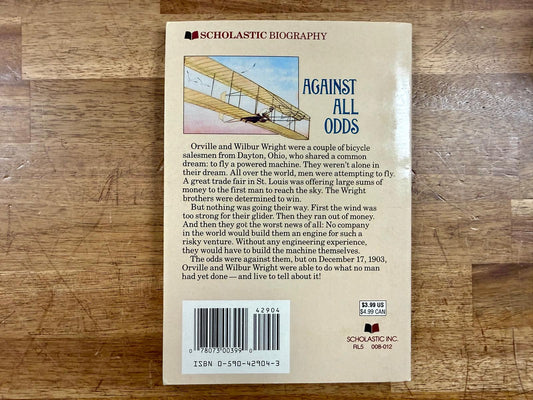 SCHOLASTIC BIOGRAPHY
AGAINST
ALL
ODDS
Orville and Wilbur Wright were a couple of bicycle
salesmen from Dayton, Ohio, who shared a common
dream: to fly a powered machine. They weren't alone in
their dream. All over the world, men were attempting to fly.
A great trade fair in St. Louis was offering large sums of
money to the first man to reach the sky. The Wright
brothers were determined to win.
But nothing was going their way. First the wind was
too strong for their glider. Then they ran out of money.
And then they got the worst news of all: No company
in the world would build them an engine for such a
risky venture. Without any engineering experience,
they would have to build the machine themselves.
The odds were against them, but on December 17, 1903,
Orville and Wilbur Wright were able to do what no man
had yet done—and live to tell about it!
42904
0 78073 00399 0
ISBN 0-590-42904-3
$3.99 US
$4.99 CAN
SCHOLASTIC INC.
RL5 008-012